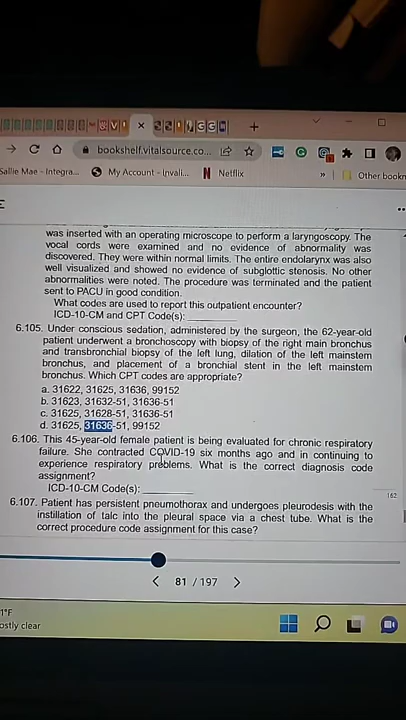 bookshelf.vitalsource.co...
Sallie Mae - Integra...
My Account - Invali...
Netflix
»
Other bookn
was inserted with an operating microscope to perform a laryngoscopy. The
vocal cords were examined and no evidence of abnormality was
discovered. They were within normal limits. The entire endolarynx was also
well visualized and showed no evidence of subglottic stenosis. No other
abnormalities were noted. The procedure was terminated and the patient
sent to PACU in good condition.
What codes are used to report this outpatient encounter?
ICD-10-CM and CPT Code(s): ________
6.105. Under conscious sedation, administered by the surgeon, the 62-year-old
patient underwent a bronchoscopy with biopsy of the right main bronchus
and transbronchial biopsy of the left lung, dilation of the left mainstem
bronchus, and placement of a bronchial stent in the left mainstem
bronchus. Which CPT codes are appropriate?
a. 31622, 31625, 31636, 99152
b. 31623, 31632-51, 31636-51
c. 31625, 31628-51, 31636-51
d. 31625, 31636-51, 99152
6.106. This 45-year-old female patient is being evaluated for chronic respiratory
failure. She contracted COVID-19 six months ago and in continuing to
experience respiratory problems. What is the correct diagnosis code
assignment?
ICD-10-CM Code(s): ________
162
6.107. Patient has persistent pneumothorax and undergoes pleurodesis with the
instillation of talc into the pleural space via a chest tube. What is the
correct procedure code assignment for this case?
81 / 197
1°F
ostly clear